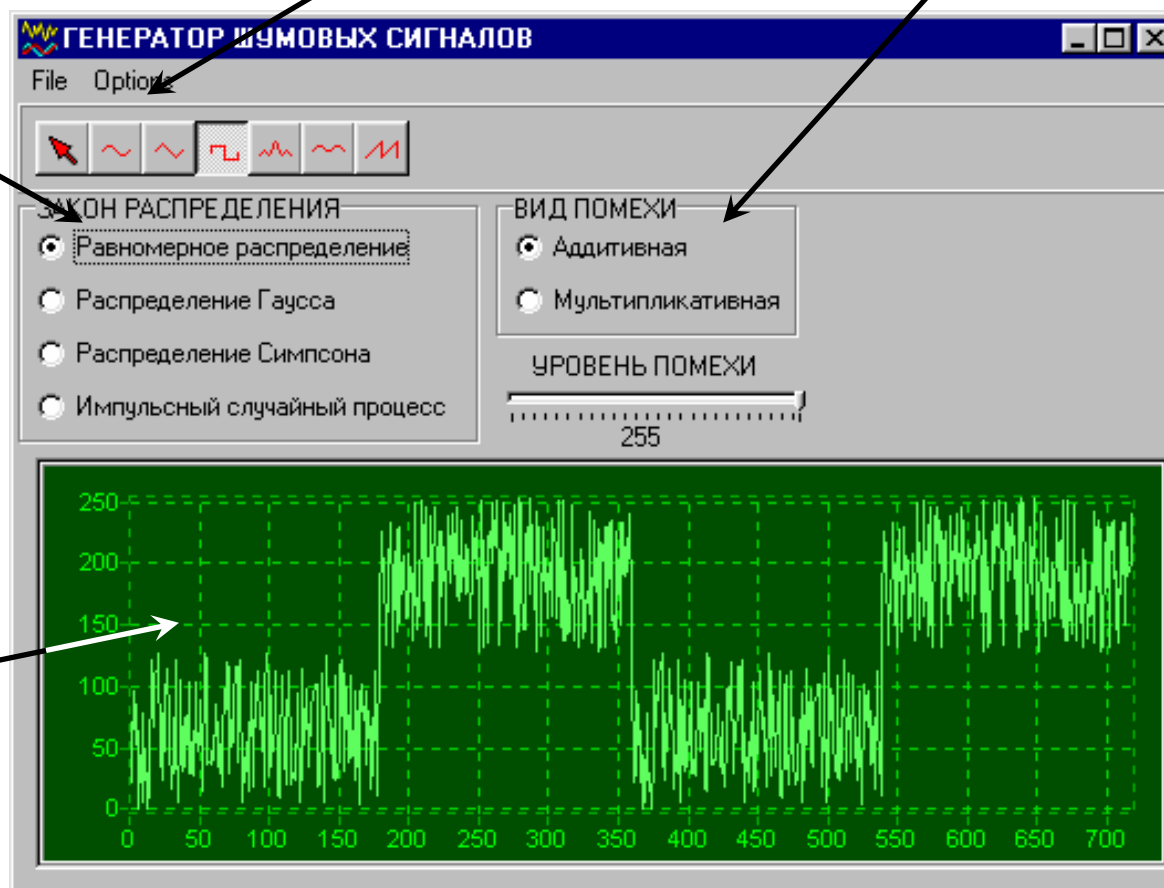 ГЕНЕРАТОР ШУМОВЫХ СИГНАЛОВ
File Options
ЗАКОН РАСПРЕДЕЛЕНИЯ
Равномерное распределение
Распределение Гаусса
Распределение Симпсона
Импульсный случайный процесс
ВИД ПОМЕХИ
Аддитивная
Мультипликативная
УРОВЕНЬ ПОМЕХИ
255
250
200
150
100
50
0
0 50 100 150 200 250 300 350 400 450 500 550 600 650 700